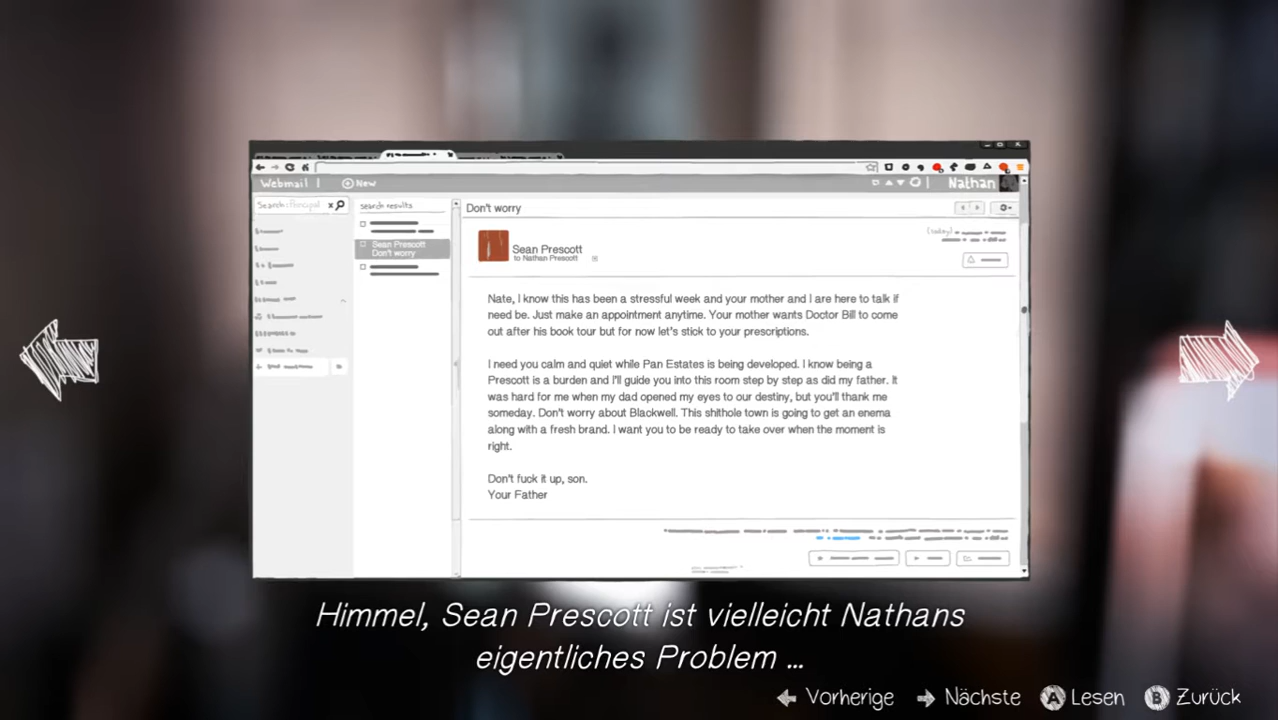 Webmail
New
Nathan
Search: Principal
x
search results
Don't worry
(today)
Sean Prescott
Don't worry
Sean Prescott
to Nathan Prescott
Nate, I know this has been a stressful week and your mother and I are here to talk if
need be. Just make an appointment anytime. Your mother wants Doctor Bill to come
out after his book tour but for now let's stick to your prescriptions.
I need you calm and quiet while Pan Estates is being developed. I know being a
Prescott is a burden and I'll guide you into this room step by step as did my father. It
was hard for me when my dad opened my eyes to our destiny, but you'll thank me
someday. Don't worry about Blackwell. This shithole town is going to get an enema
along with a fresh brand. I want you to be ready to take over when the moment is
right.
Don't fuck it up, son.
Your Father
Himmel, Sean Prescott ist vielleicht Nathans
eigentliches Problem ...
Vorherige
Nächste
A Lesen
B Zurück